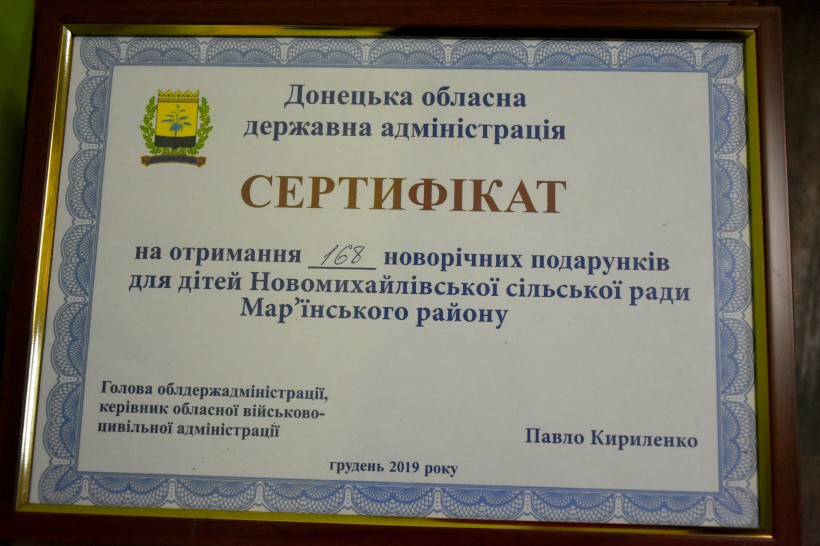 Донецька обласна
державна адміністрація
СЕРТИФІКАТ
на отримання 168 новорічних подарунків
для дітей Новомихайлівської сільської ради
Мар’їнського району
Голова облдержадміністрації,
керівник обласної військово-
цивільної адміністрації
Павло Кириленко
грудень 2019 року